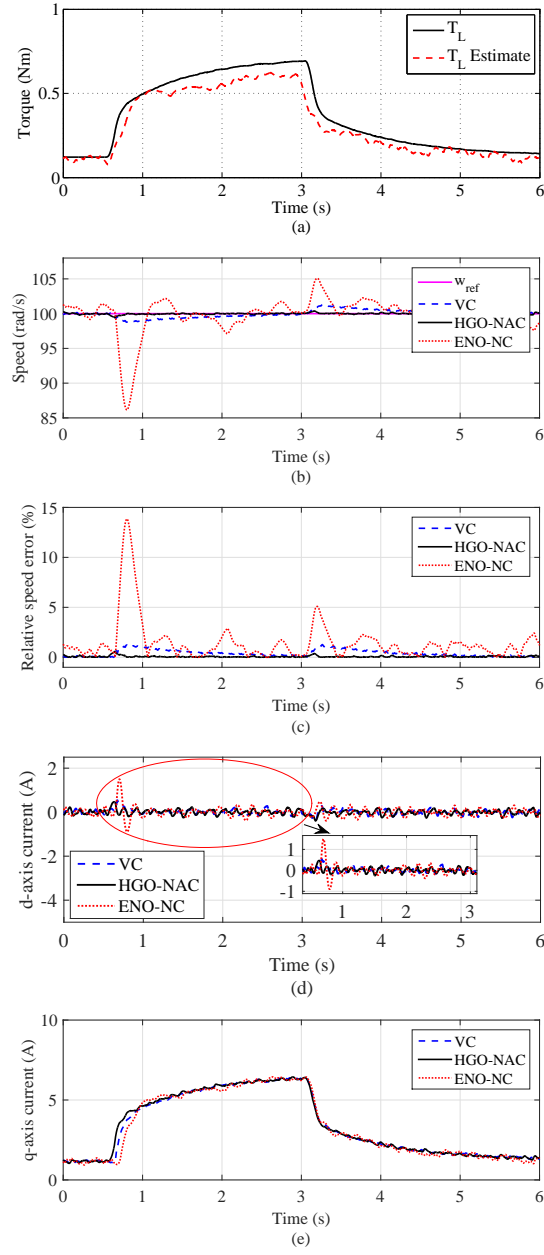 1
T_L
T_L Estimate
Torque (Nm)
0.5
0
0 1 2 3 4 5 6
Time (s)
(a)
105
100
95
90
85
Speed (rad/s)
w_ref
VC
HGO-NAC
ENO-NC
0 1 2 3 4 5 6
Time (s)
(b)
15
10
5
0
Relative speed error (%)
VC
HGO-NAC
ENO-NC
0 1 2 3 4 5 6
Time (s)
(c)
2
0
-2
-4
d-axis current (A)
VC
HGO-NAC
ENO-NC
1
0
-1
1 2 3
0 1 2 3 4 5 6
Time (s)
(d)
10
5
0
q-axis current (A)
VC
HGO-NAC
ENO-NC
0 1 2 3 4 5 6
Time (s)
(e)